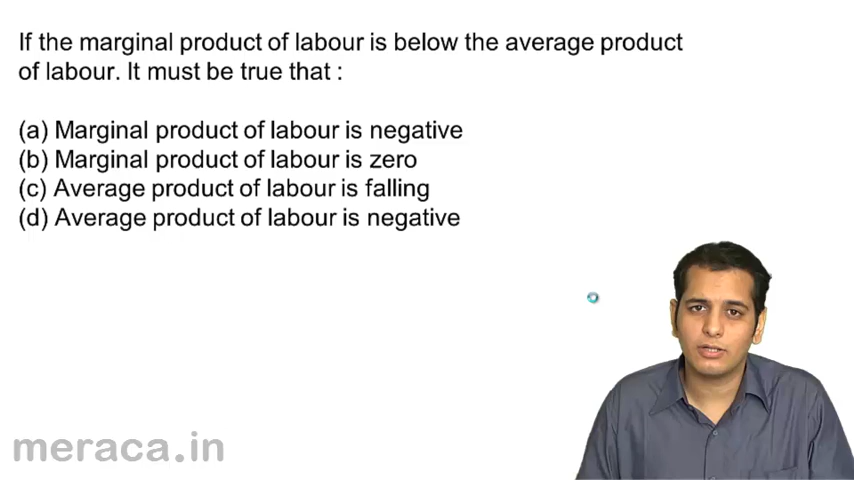 If the marginal product of labour is below the average product
of labour. It must be true that :
(a) Marginal product of labour is negative
(b) Marginal product of labour is zero
(c) Average product of labour is falling
(d) Average product of labour is negative
meraca.in